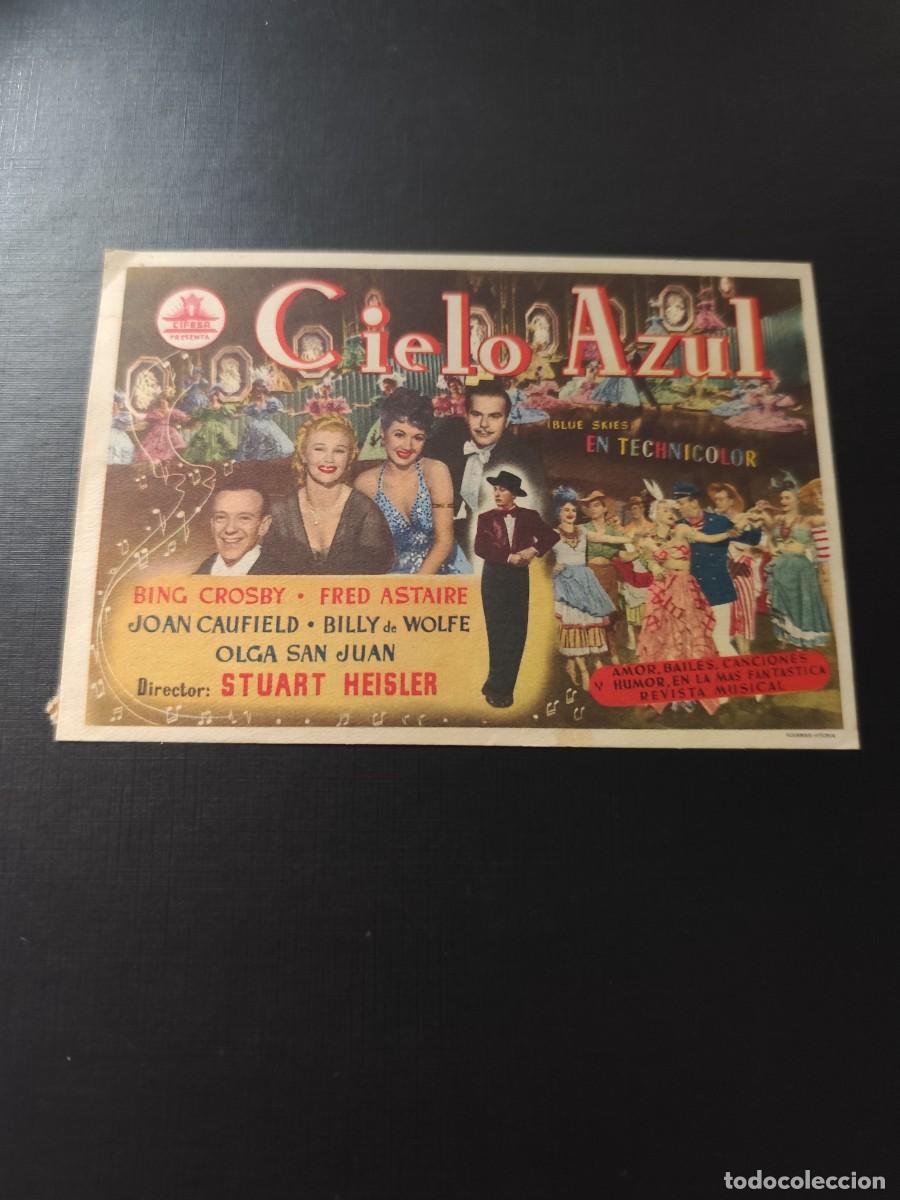 CIFESA
PRESENTA
Cielo Azul
(BLUE SKIES)
EN TECHNICOLOR
BING CROSBY · FRED ASTAIRE
JOAN CAUFIELD · BILLY de WOLFE
OLGA SAN JUAN
Director: STUART HEISLER
AMOR, BAILES, CANCIONES
Y HUMOR, EN LA MAS FANTASTICA
REVISTA MUSICAL
todocoleccion